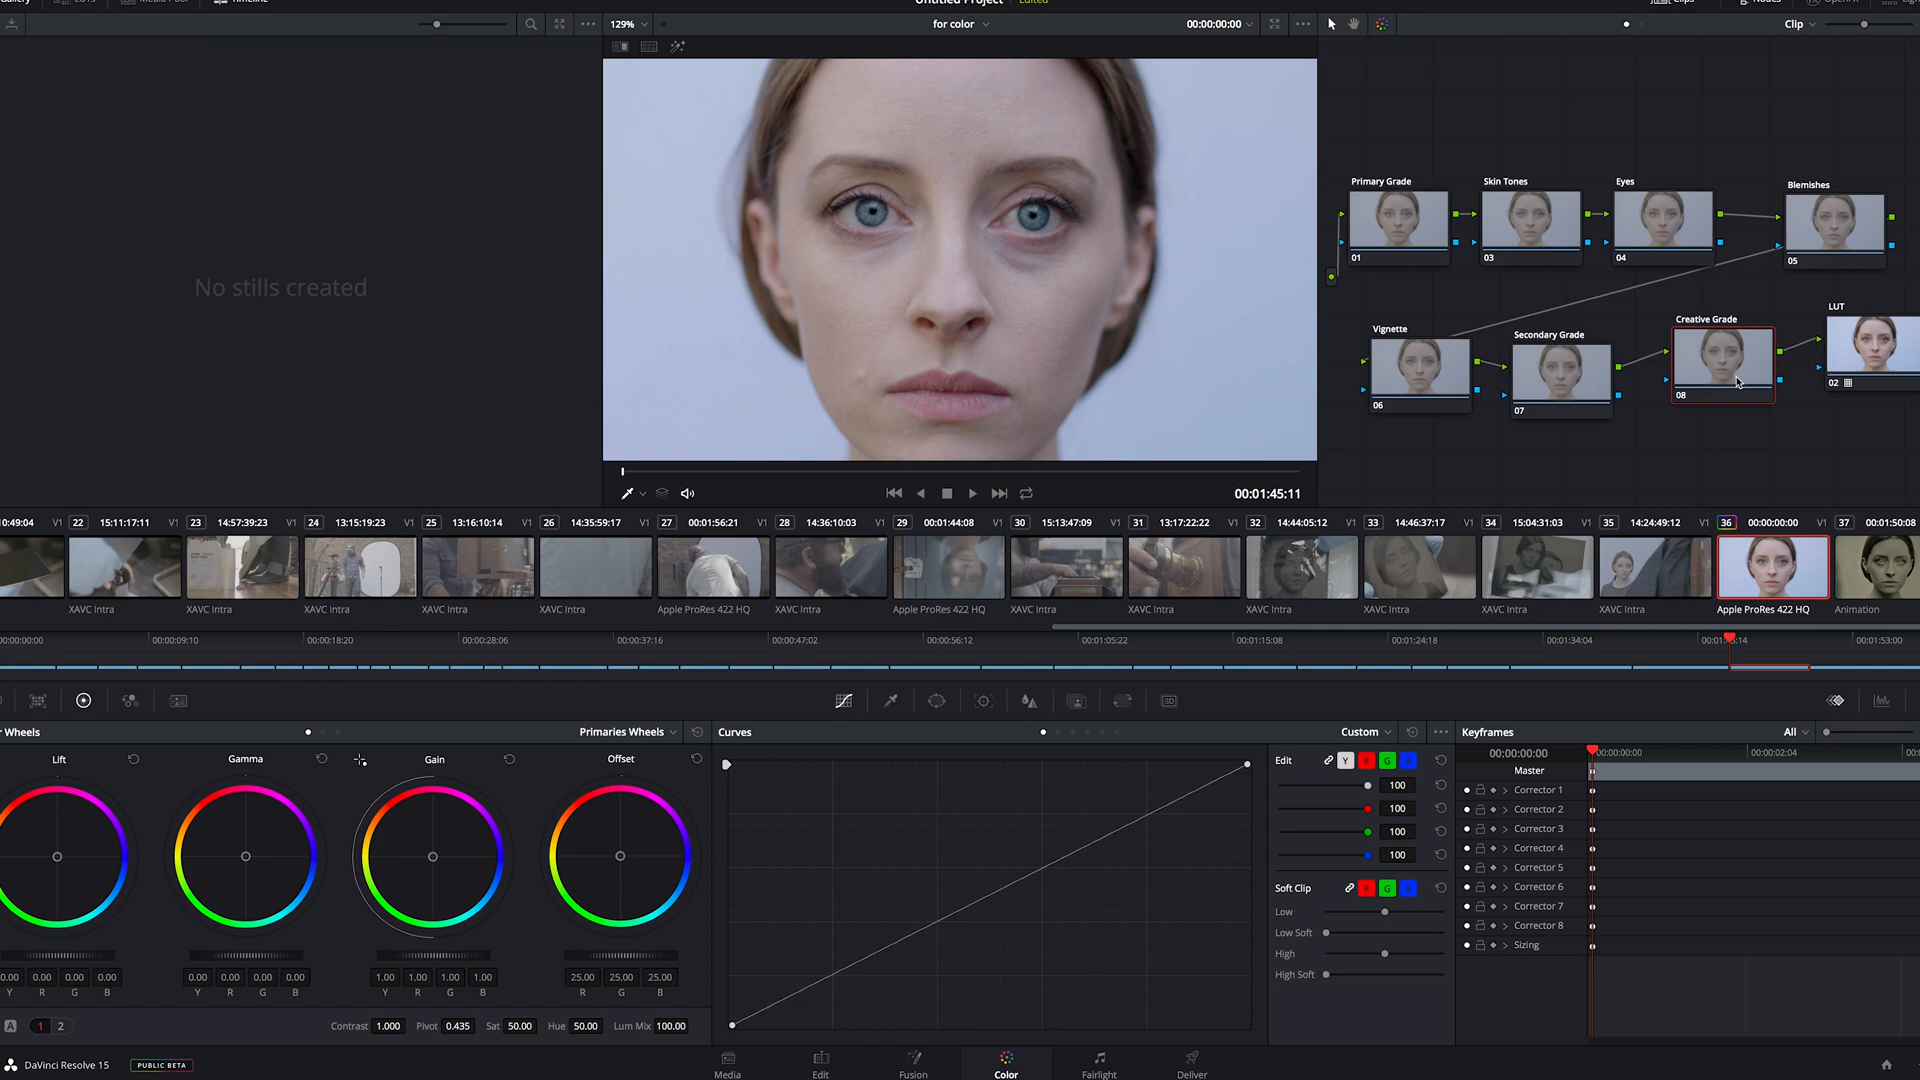 Untitled Project Edited
129% for color 00:00:00:00 Clip
No stills created
Primary Grade Skin Tones Eyes Blemishes
01 03 04 05
Vignette Secondary Grade Creative Grade LUT
06 07 08 02
00:01:45:11
0:49:04 V1 22 15:11:17:11 V1 23 14:57:39:23 V1 24 13:15:19:23 V1 25 13:16:10:14 V1 26 14:35:59:17 V1 27 00:01:56:21 V1 28 14:36:10:03 V1 29 00:01:44:08 V1 30 15:13:47:09 V1 31 13:17:22:22 V1 32 14:44:05:12 V1 33 14:46:37:17 V1 34 15:04:31:03 V1 35 14:24:49:12 V1 36 00:00:00:00 V1 37 00:01:50:08
XAVC Intra XAVC Intra XAVC Intra XAVC Intra XAVC Intra Apple ProRes 422 HQ XAVC Intra Apple ProRes 422 HQ XAVC Intra XAVC Intra XAVC Intra XAVC Intra XAVC Intra XAVC Intra Apple ProRes 422 HQ Animation
00:00:00:00 00:00:09:10 00:00:18:20 00:00:28:06 00:00:37:16 00:00:47:02 00:00:56:12 00:01:05:22 00:01:15:08 00:01:24:18 00:01:34:04 00:01:53:00
Wheels Primaries Wheels Curves Custom Keyframes All
Lift Gamma Gain Offset
Edit Y R G
100
100
100
100
Soft Clip R G
Low
Low Soft
High
High Soft
00:00:00:00 00:00:00:00 00:00:02:04
Master
Corrector 1
Corrector 2
Corrector 3
Corrector 4
Corrector 5
Corrector 6
Corrector 7
Corrector 8
Sizing
0.00 0.00 0.00 0.00 0.00 0.00 0.00 0.00 1.00 1.00 1.00 1.00 25.00 25.00 25.00
Y R G B Y R G B Y R G B R G B
A 1 2 Contrast 1.000 Pivot 0.435 Sat 50.00 Hue 50.00 Lum Mix 100.00
DaVinci Resolve 15 PUBLIC BETA Media Edit Fusion Color Fairlight Deliver